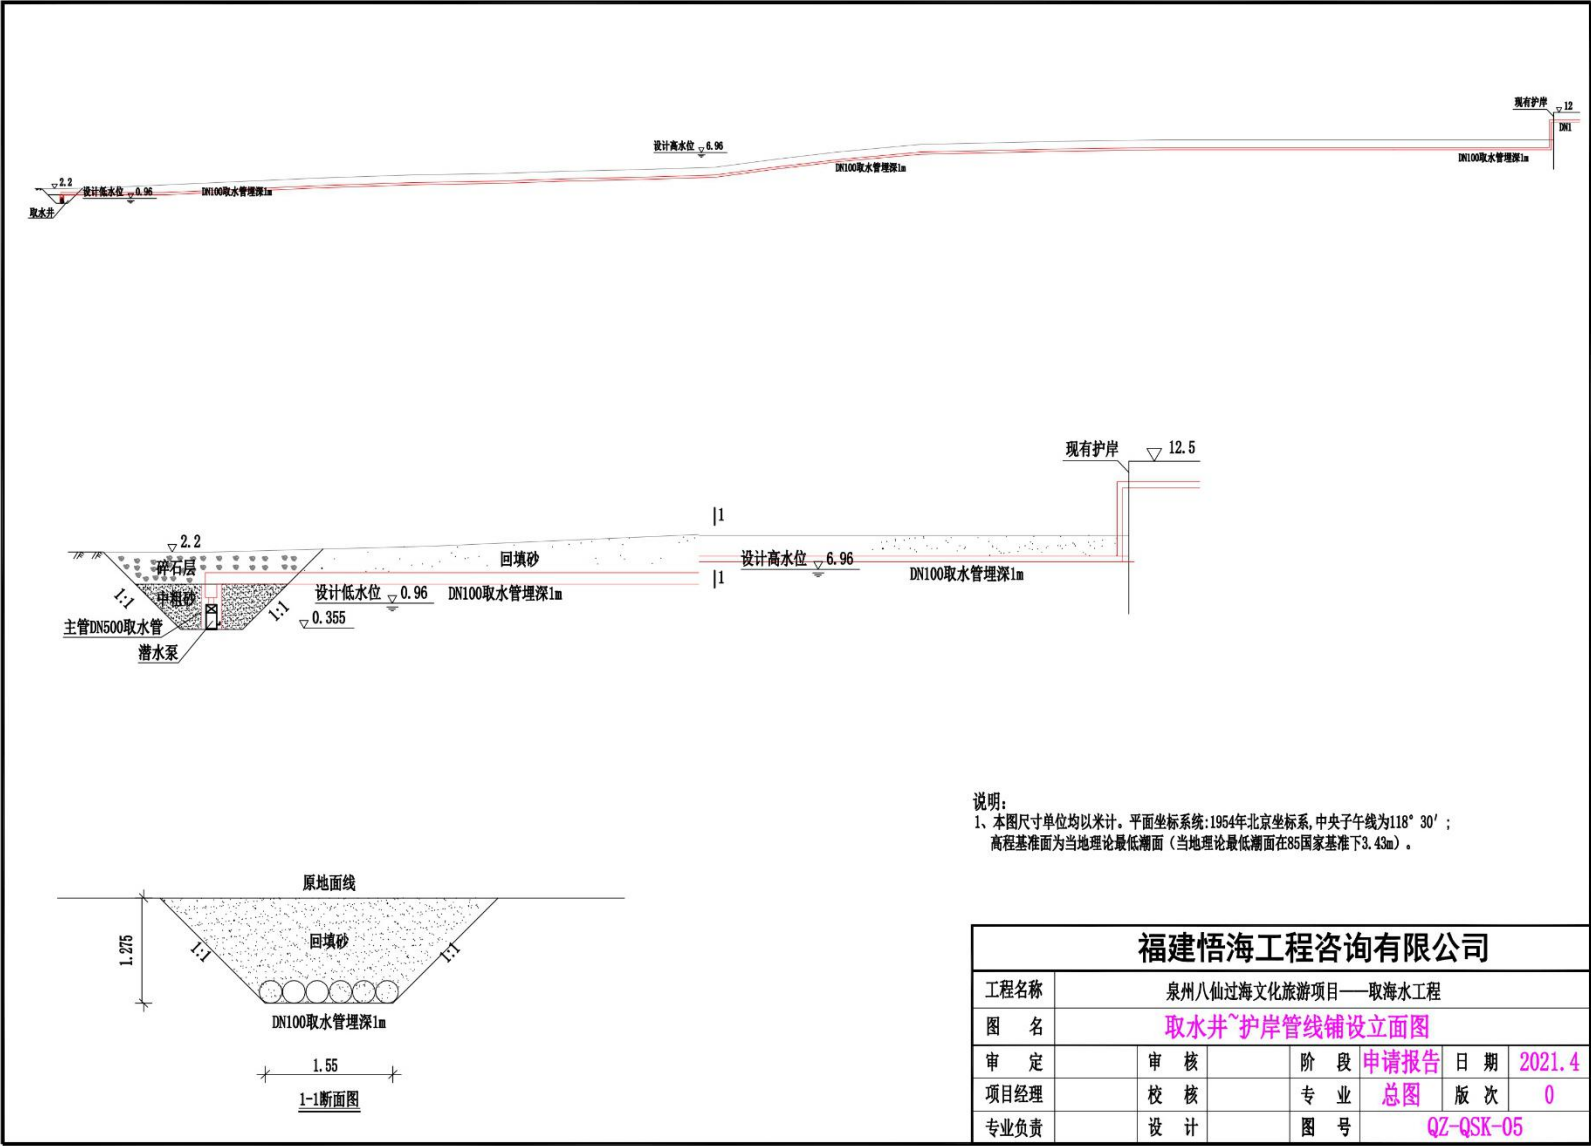 现有护岸
12
DN1
设计高水位 6.96
DN100取水管埋深1m
DN100取水管埋深1m
2.2
设计低水位 0.96
DN100取水管埋深1m
取水井
现有护岸
12.5
1
2.2
碎石层
回填砂
设计高水位 6.96
DN100取水管埋深1m
1
1:1
中粗砂
1:1
设计低水位 0.96
DN100取水管埋深1m
0.355
主管DN500取水管
潜水泵
说明:
1、本图尺寸单位均以米计。平面坐标系统:1954年北京坐标系,中央子午线为118°30′;
高程基准面为当地理论最低潮面(当地理论最低潮面在85国家基准下3.43m)。
原地面线
1.275
1:1
回填砂
1:1
DN100取水管埋深1m
1.55
1-1断面图
福建悟海工程咨询有限公司
工程名称 泉州八仙过海文化旅游项目——取海水工程
图 名 取水井~护岸管线铺设立面图
审 定 审 核 阶 段 申请报告 日 期 2021.4
项目经理 校 核 专 业 总图 版 次 0
专业负责 设 计 图 号 QZ-QSK-05